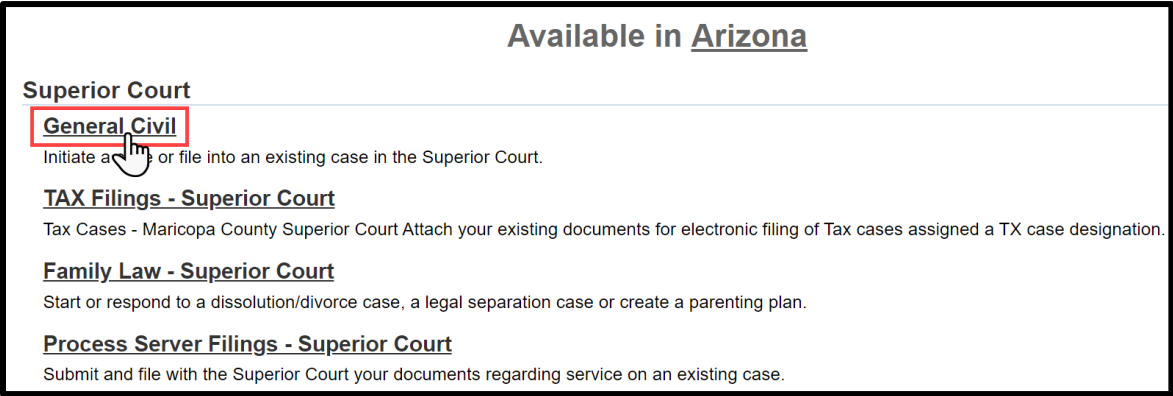 Available in Arizona
Superior Court
General Civil
Initiate a or file into an existing case in the Superior Court.
TAX Filings - Superior Court
Tax Cases - Maricopa County Superior Court Attach your existing documents for electronic filing of Tax cases assigned a TX case designation.
Family Law - Superior Court
Start or respond to a dissolution/divorce case, a legal separation case or create a parenting plan.
Process Server Filings - Superior Court
Submit and file with the Superior Court your documents regarding service on an existing case.